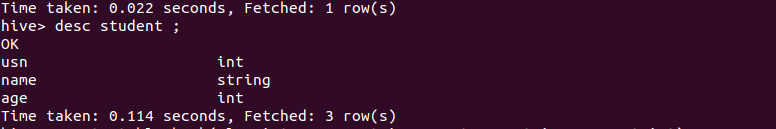 Time taken: 0.022 seconds, Fetched: 1 row(s)
hive> desc student ;
OK
usn int
name string
age int
Time taken: 0.114 seconds, Fetched: 3 row(s)